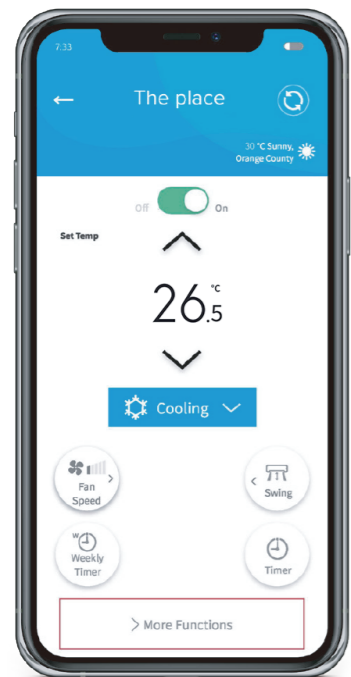 7:33
The place
30 °C Sunny,
Orange County
Off On
Set Temp
26.5 °C
Cooling
Fan
Speed
Swing
W
Weekly
Timer
Timer
> More Functions